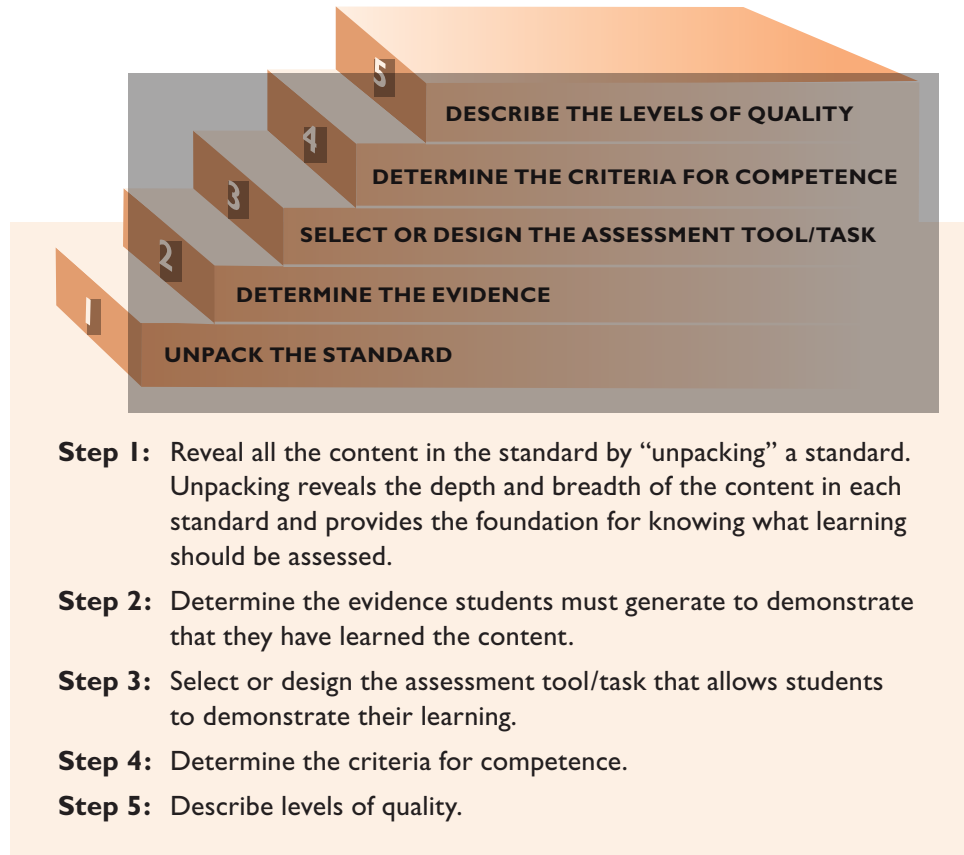 5
DESCRIBE THE LEVELS OF QUALITY
4
DETERMINE THE CRITERIA FOR COMPETENCE
3
SELECT OR DESIGN THE ASSESSMENT TOOL/TASK
2
DETERMINE THE EVIDENCE
1
UNPACK THE STANDARD
Step 1: Reveal all the content in the standard by “unpacking” a standard.
Unpacking reveals the depth and breadth of the content in each
standard and provides the foundation for knowing what learning
should be assessed.
Step 2: Determine the evidence students must generate to demonstrate
that they have learned the content.
Step 3: Select or design the assessment tool/task that allows students
to demonstrate their learning.
Step 4: Determine the criteria for competence.
Step 5: Describe levels of quality.